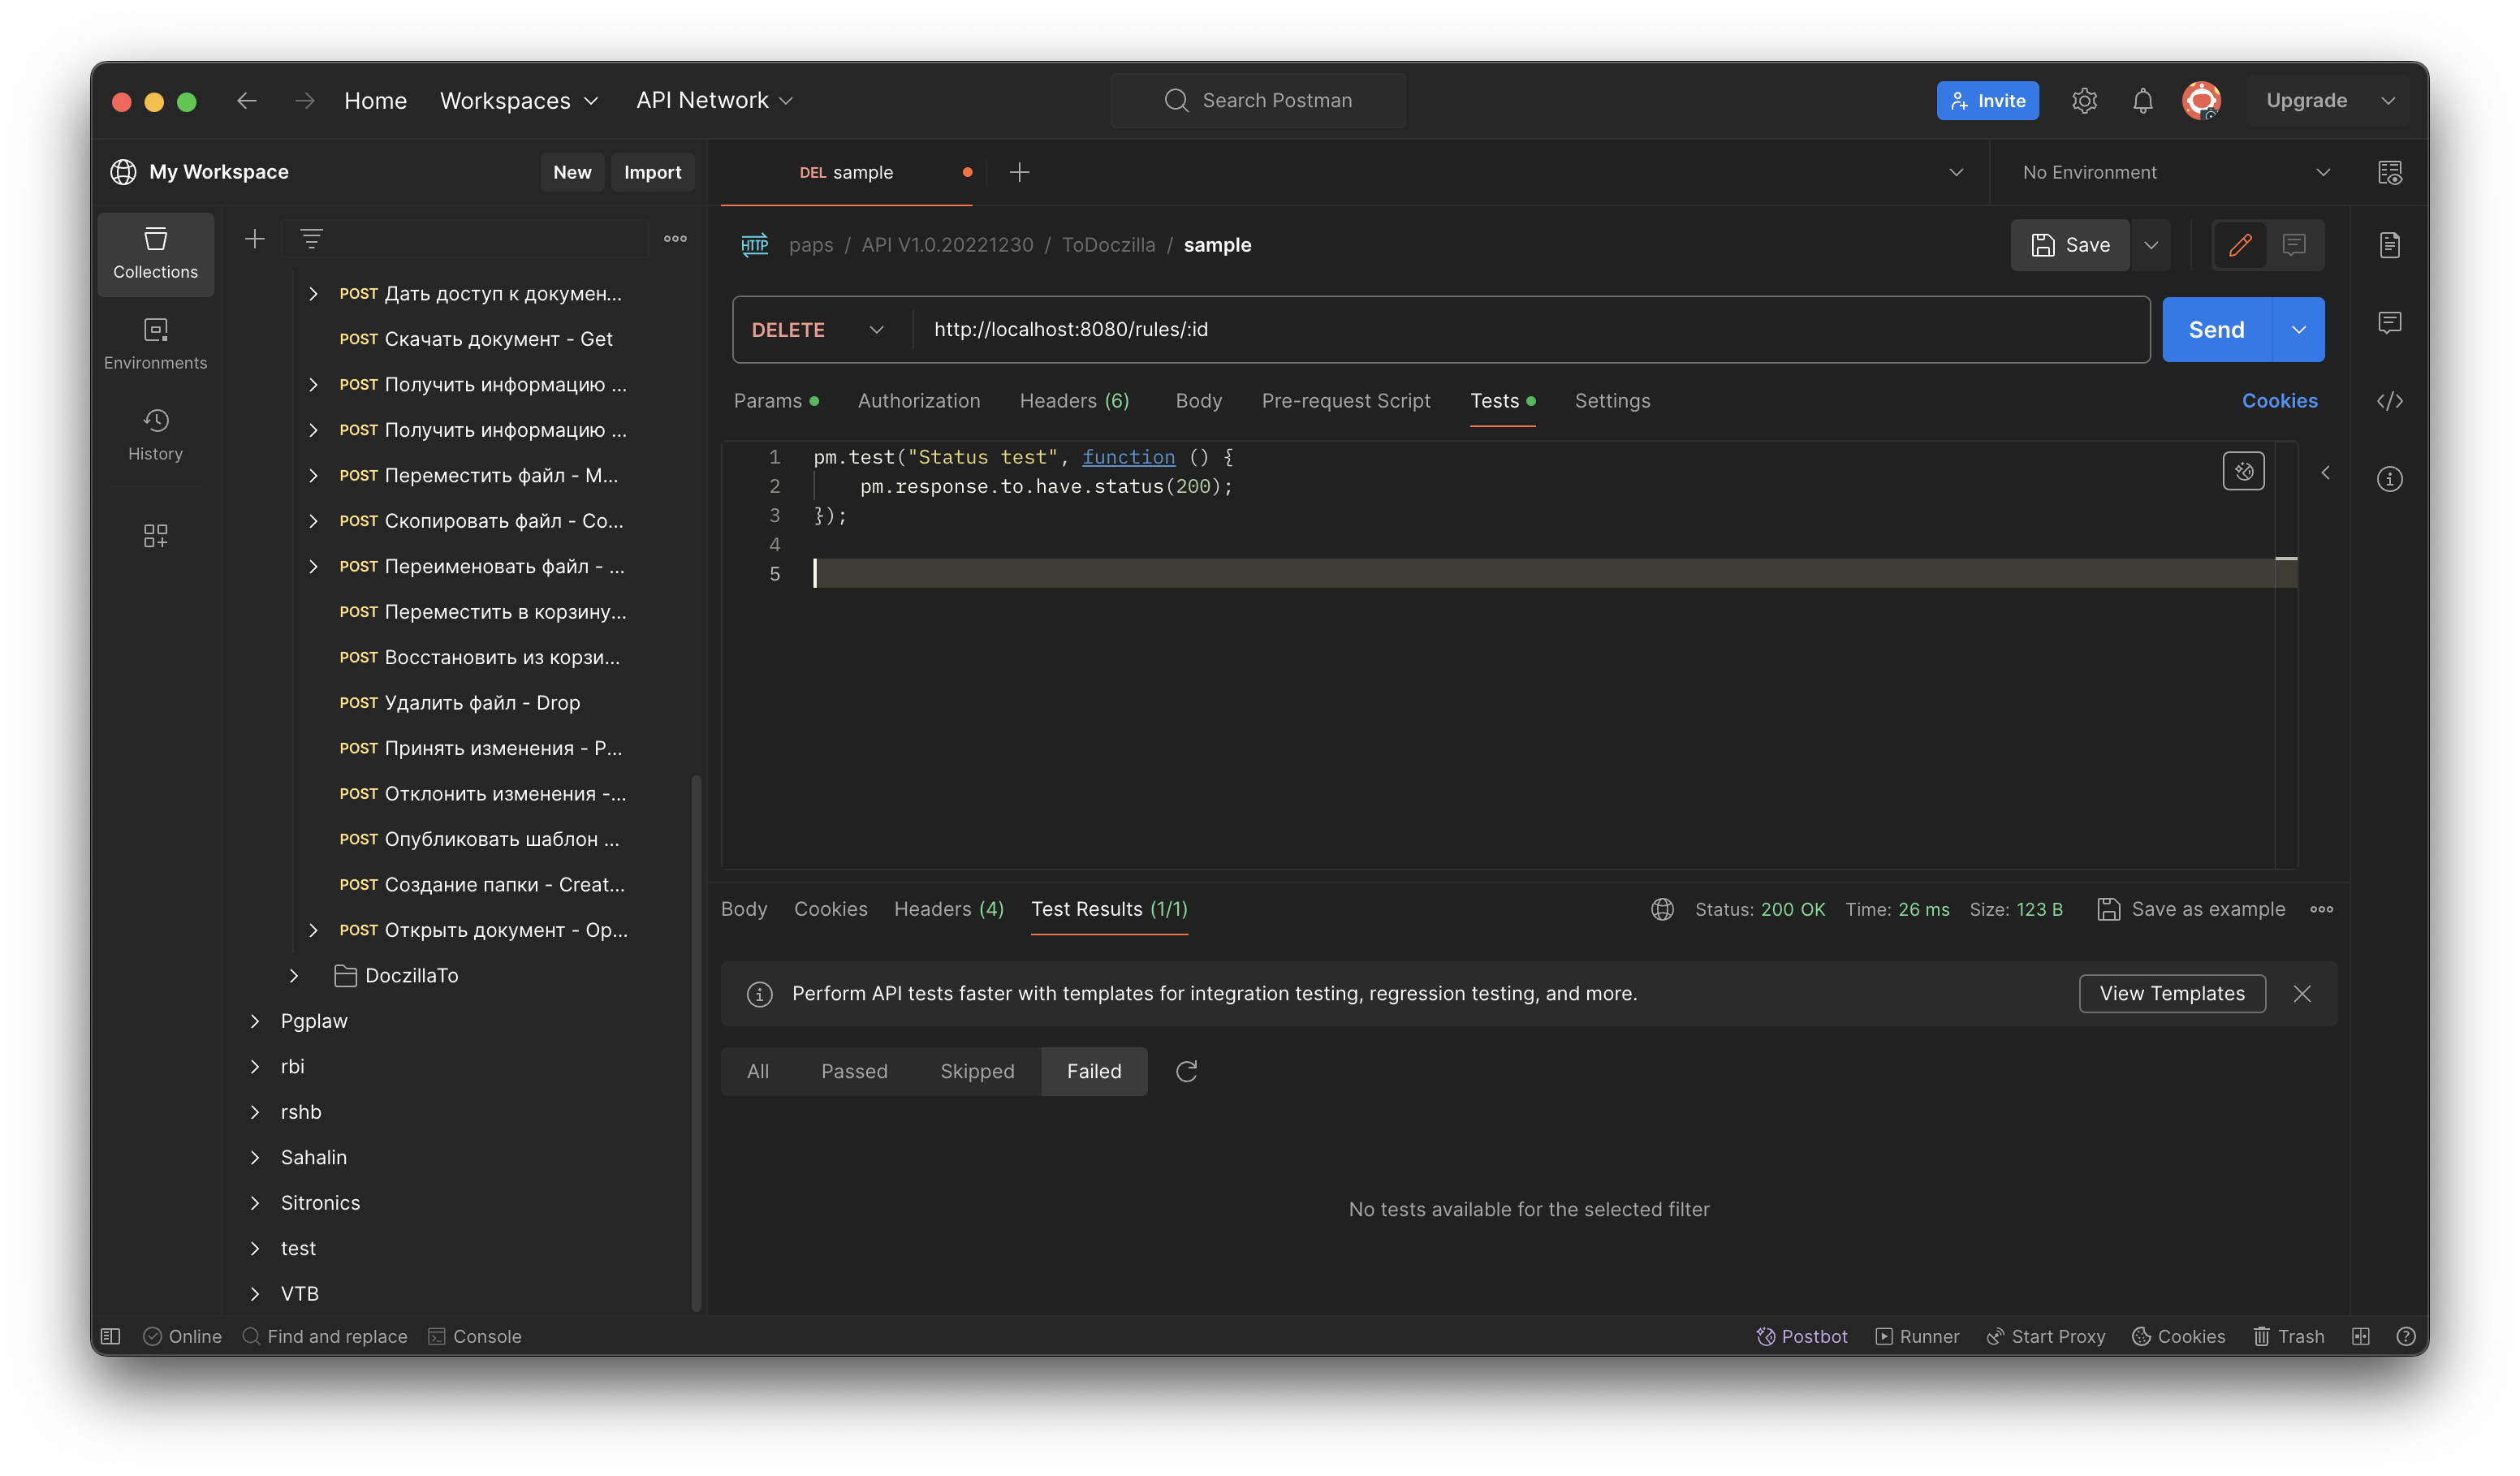 Home Workspaces API Network Search Postman Invite Upgrade
My Workspace New Import DEL sample No Environment
Collections
Environments
History
POST Дать доступ к докумен...
POST Скачать документ - Get
POST Получить информацию ...
POST Получить информацию ...
POST Переместить файл - M...
POST Скопировать файл - Co...
POST Переименовать файл - ...
POST Переместить в корзину...
POST Восстановить из корзи...
POST Удалить файл - Drop
POST Принять изменения - P...
POST Отклонить изменения -...
POST Опубликовать шаблон ...
POST Создание папки - Creat...
POST Открыть документ - Op...
DoczillaTo
Pgplaw
rbi
rshb
Sahalin
Sitronics
test
VTB
HTTP paps / API V1.0.20221230 / ToDoczilla / sample Save
DELETE http://localhost:8080/rules/:id Send
Params Authorization Headers (6) Body Pre-request Script Tests Settings Cookies
1 pm.test("Status test", function () {
2 pm.response.to.have.status(200);
3 });
4
5
Body Cookies Headers (4) Test Results (1/1) Status: 200 OK Time: 26 ms Size: 123 B Save as example
Perform API tests faster with templates for integration testing, regression testing, and more. View Templates
All Passed Skipped Failed
No tests available for the selected filter
Online Find and replace Console Postbot Runner Start Proxy Cookies Trash